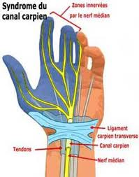 Syndrome du
canal carpien
Zones innervées
par le nerf médian
Ligament
carpien transverse
Canal carpien
Tendons
Nerf médian